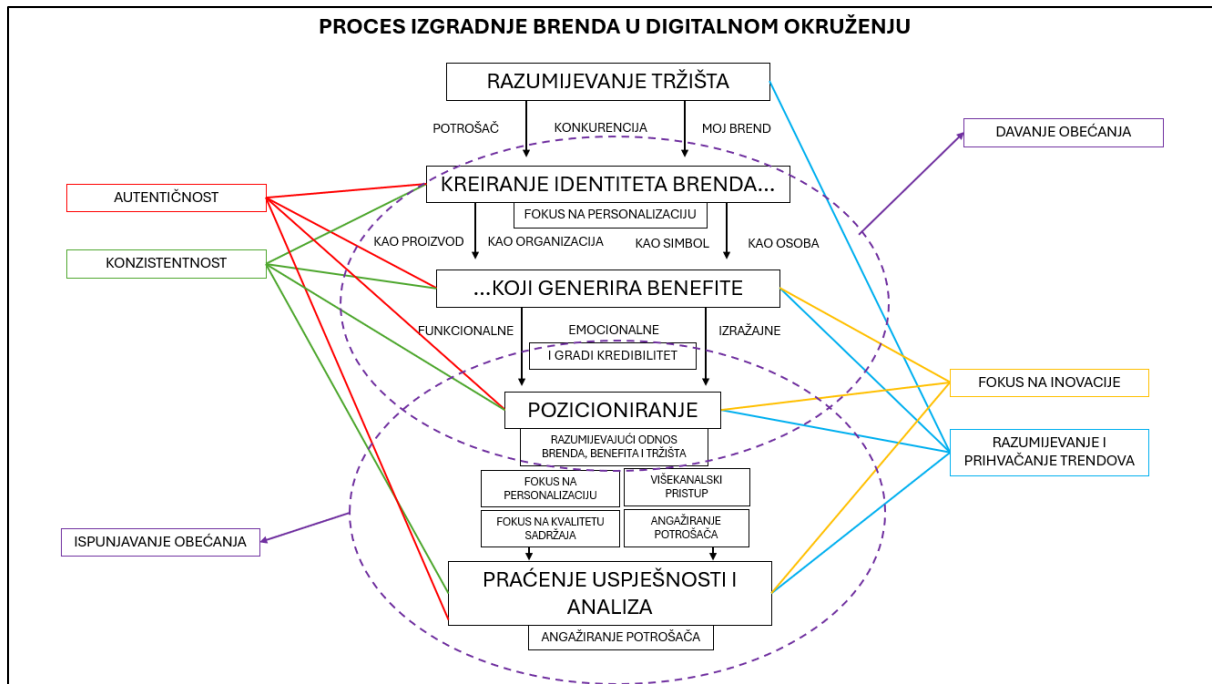 PROCES IZGRADNJE BRENDA U DIGITALNOM OKRUŽENJU
RAZUMIJEVANJE TRŽIŠTA
POTROŠAČ
KONKURENCIJA
MOJ BREND
DAVANJE OBEĆANJA
KREIRANJE IDENTITETA BRENDA...
AUTENTIČNOST
FOKUS NA PERSONALIZACIJU
KAO PROIZVOD
KAO ORGANIZACIJA
KAO SIMBOL
KAO OSOBA
KONZISTENTNOST
...KOJI GENERIRA BENEFITE
FUNKCIONALNE
EMOCIONALNE
IZRAŽAJNE
I GRADI KREDIBILITET
FOKUS NA INOVACIJE
POZICIONIRANJE
RAZUMIJEVAJUĆI ODNOS
BRENDA, BENEFITA I TRŽIŠTA
RAZUMIJEVANJE I
PRIHVAČANJE TRENDOVA
FOKUS NA
PERSONALIZACIJU
VIŠEKANALSKI
PRISTUP
FOKUS NA KVALITETU
SADRŽAJA
ANGAŽIRANJE
POTROŠAČA
ISPUNJAVANJE OBEĆANJA
PRAĆENJE USPJEŠNOSTI I
ANALIZA
ANGAŽIRANJE POTROŠAČA